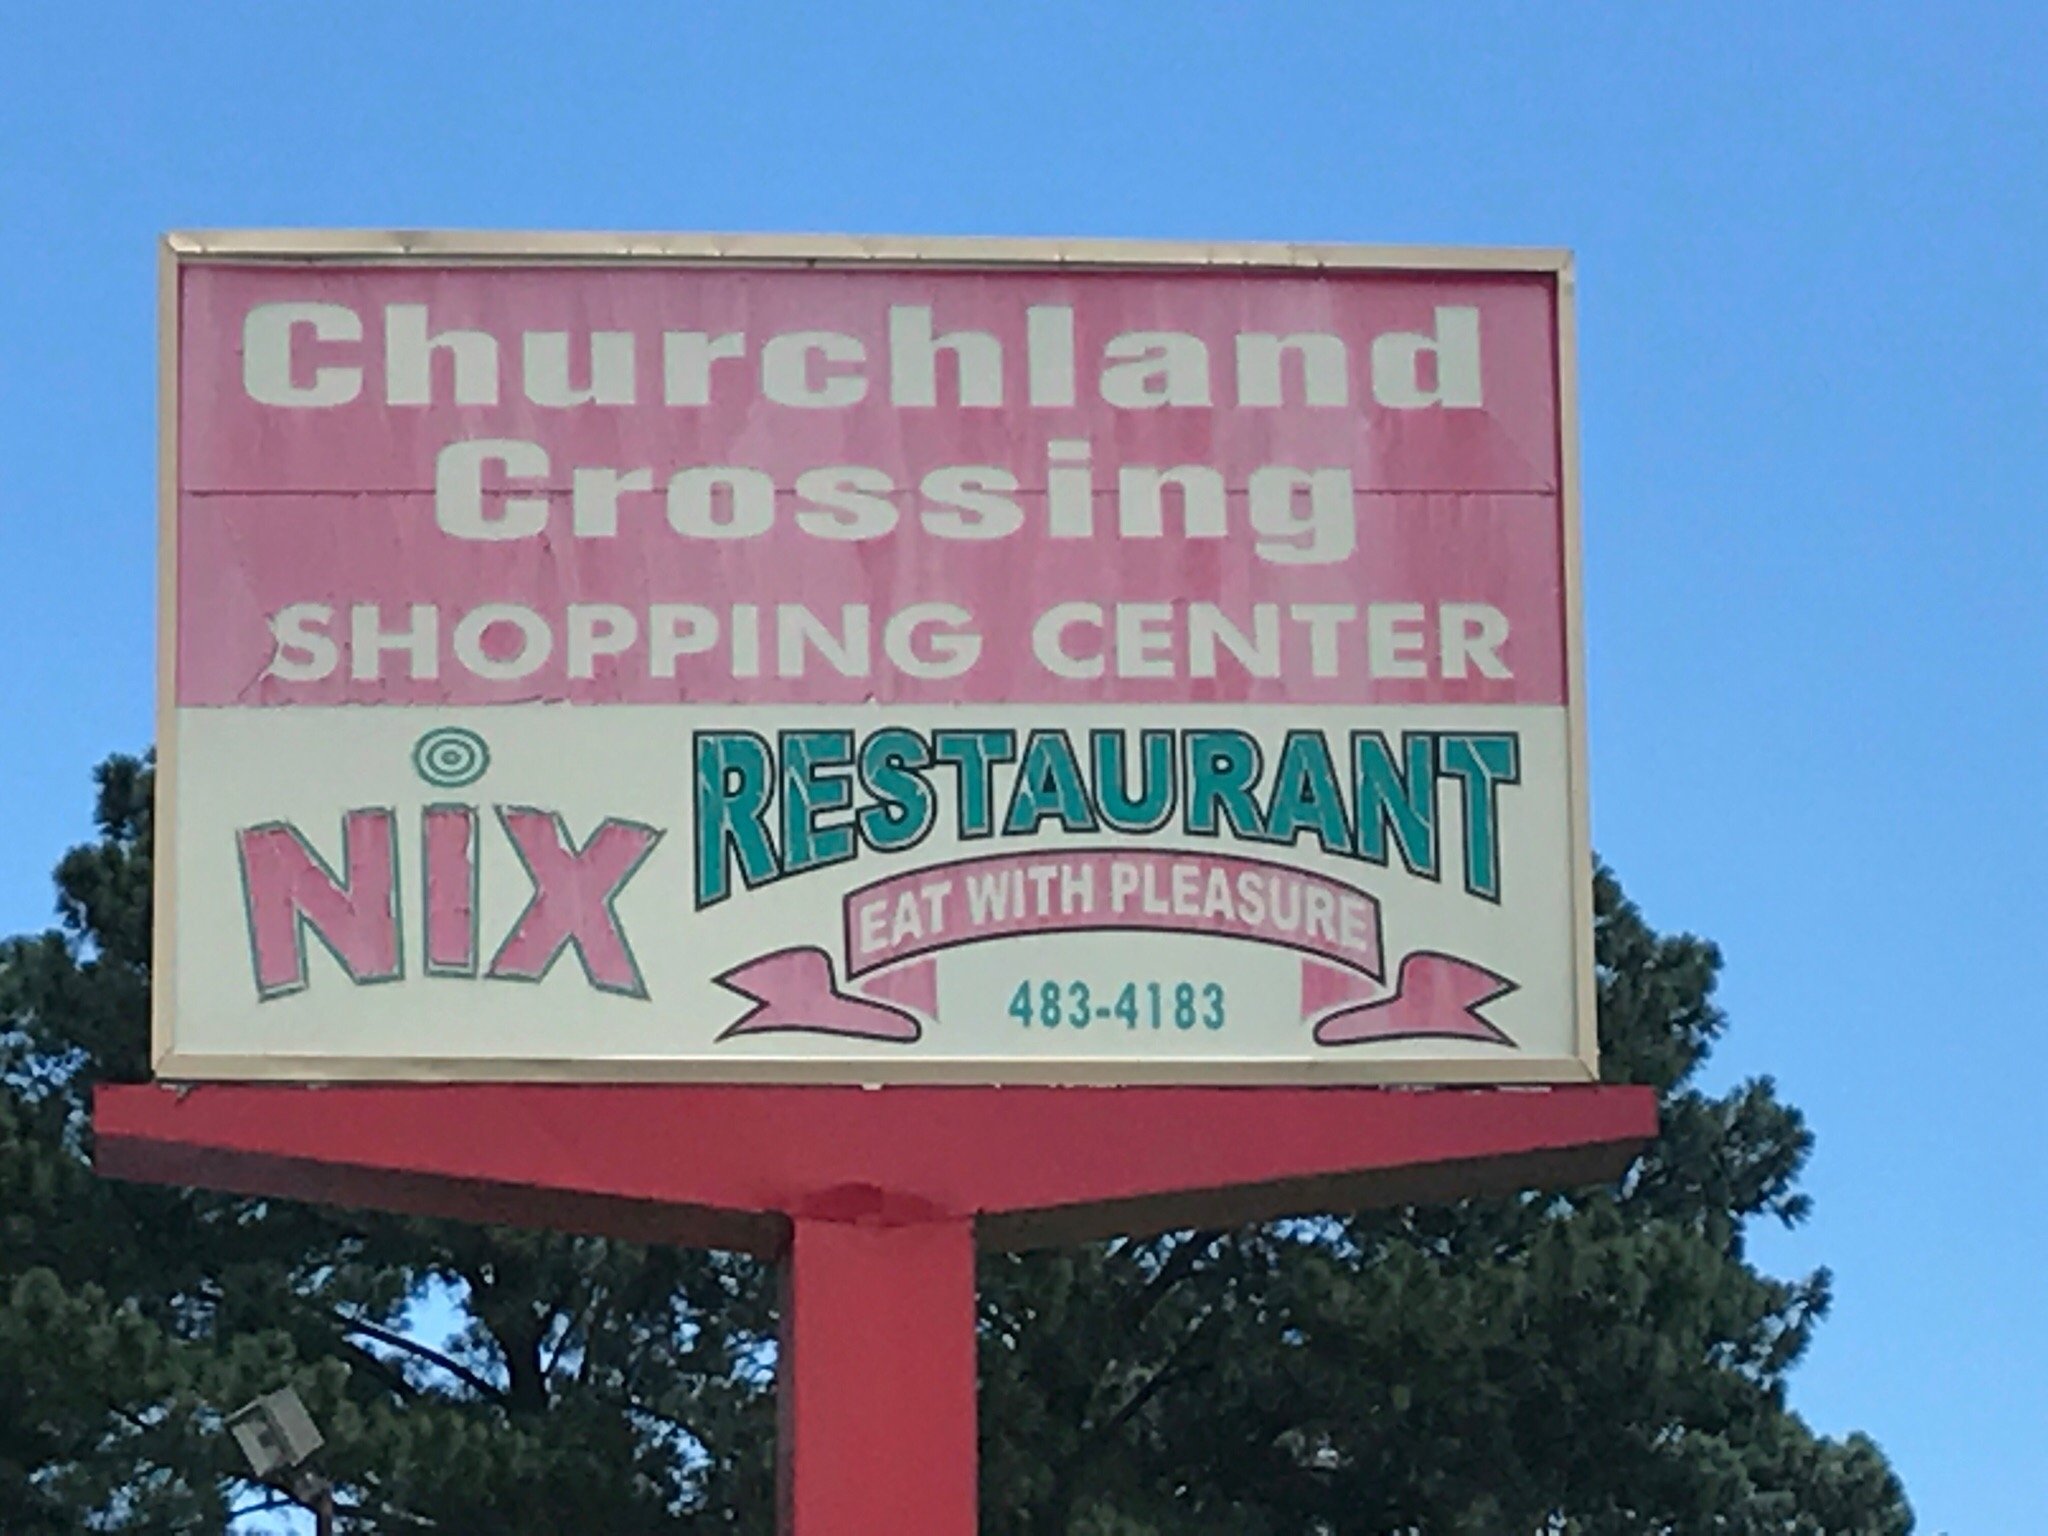 Churchland
Crossing
SHOPPING CENTER
NiX RESTAURANT
EAT WITH PLEASURE
483-4183